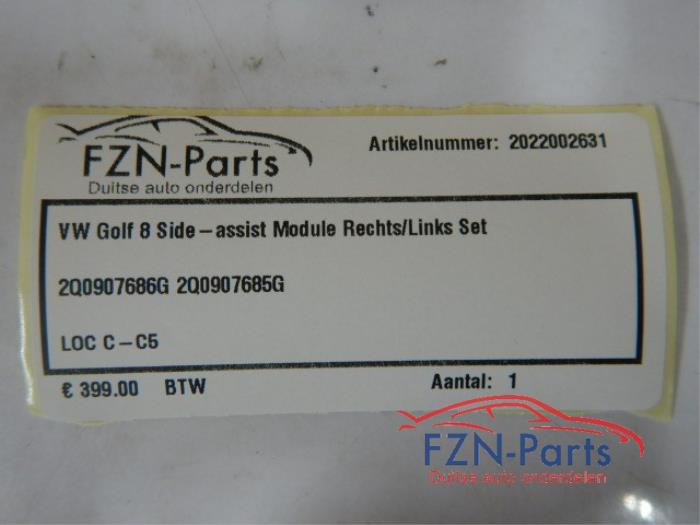 FZN-Parts
Duitse auto onderdelen
Artikelnummer: 2022002631
VW Golf 8 Side-assist Module Rechts/Links Set
2Q0907686G 2Q0907685G
LOC C-C5
€ 399.00 BTW
Aantal: 1
FZN-Parts
Duitse auto onderdelen